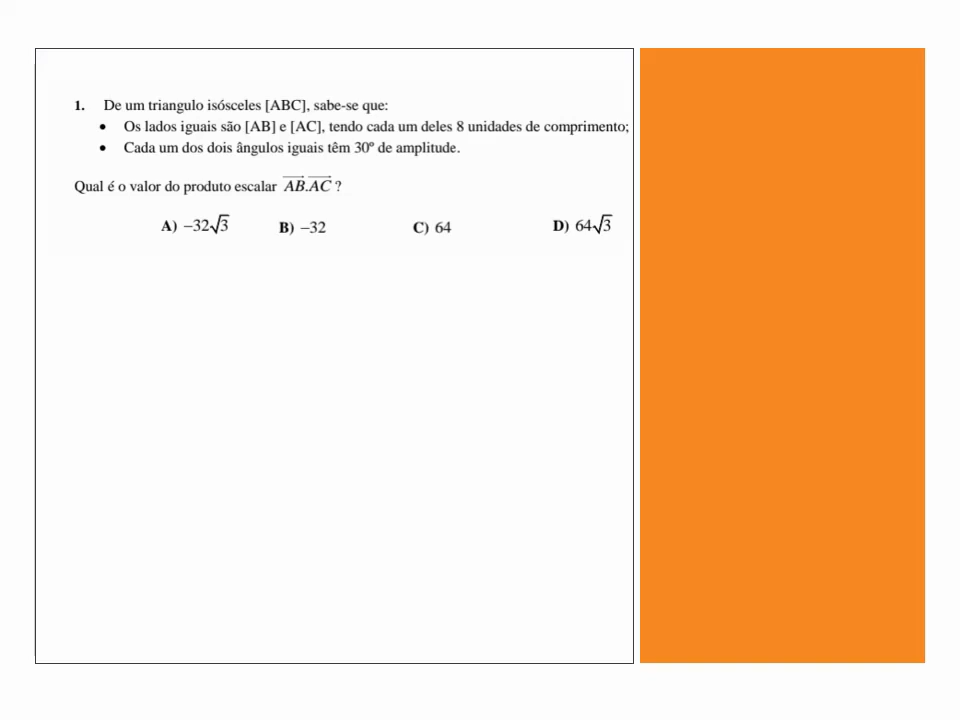 1. De um triangulo isósceles [ABC], sabe-se que:
• Os lados iguais são [AB] e [AC], tendo cada um deles 8 unidades de comprimento;
• Cada um dos dois ângulos iguais têm 30º de amplitude.
Qual é o valor do produto escalar \overrightarrow{AB}.\overrightarrow{AC} ?
A) −32√3 B) −32 C) 64 D) 64√3